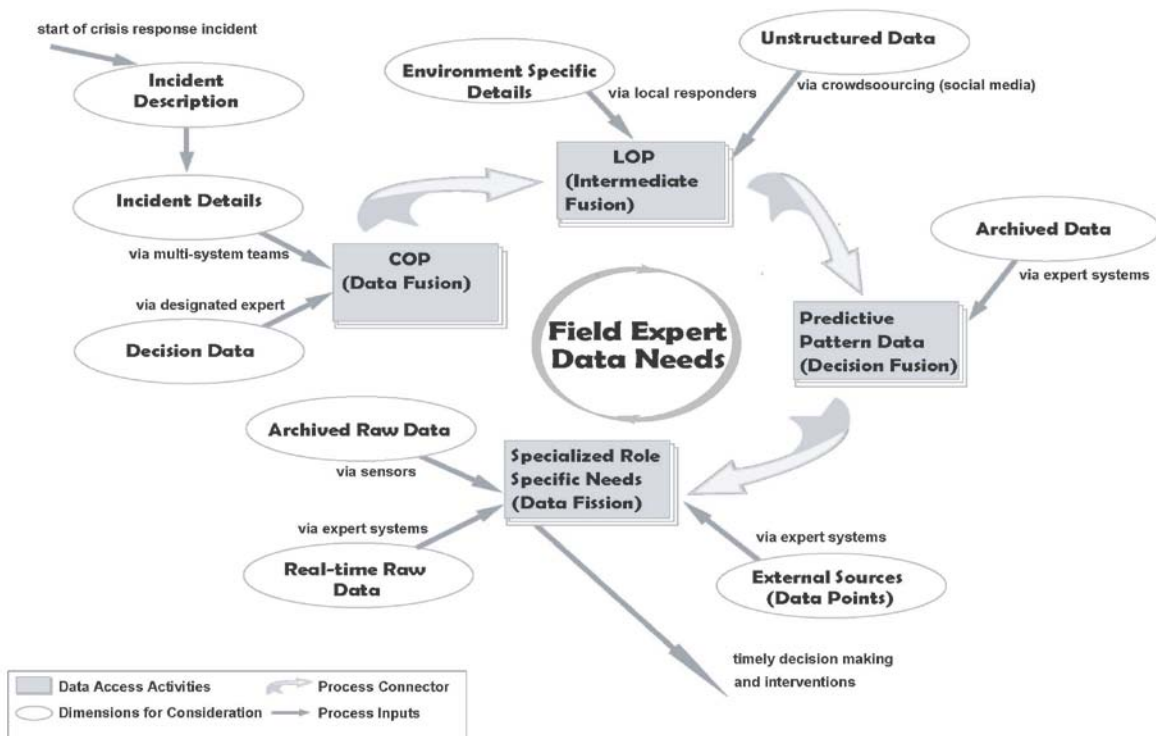 start of crisis response incident
Incident
Description
Incident Details
via multi-system teams
via designated expert
Decision Data
COP
(Data Fusion)
Environment Specific
Details
via local responders
Unstructured Data
via crowdsoourcing (social media)
LOP
(Intermediate
Fusion)
Archived Data
via expert systems
Predictive
Pattern Data
(Decision Fusion)
Field Expert
Data Needs
Archived Raw Data
via sensors
via expert systems
Real-time Raw
Data
Specialized Role
Specific Needs
(Data Fission)
via expert systems
External Sources
(Data Points)
timely decision making
and interventions
Data Access Activities
Process Connector
Dimensions for Consideration
Process Inputs